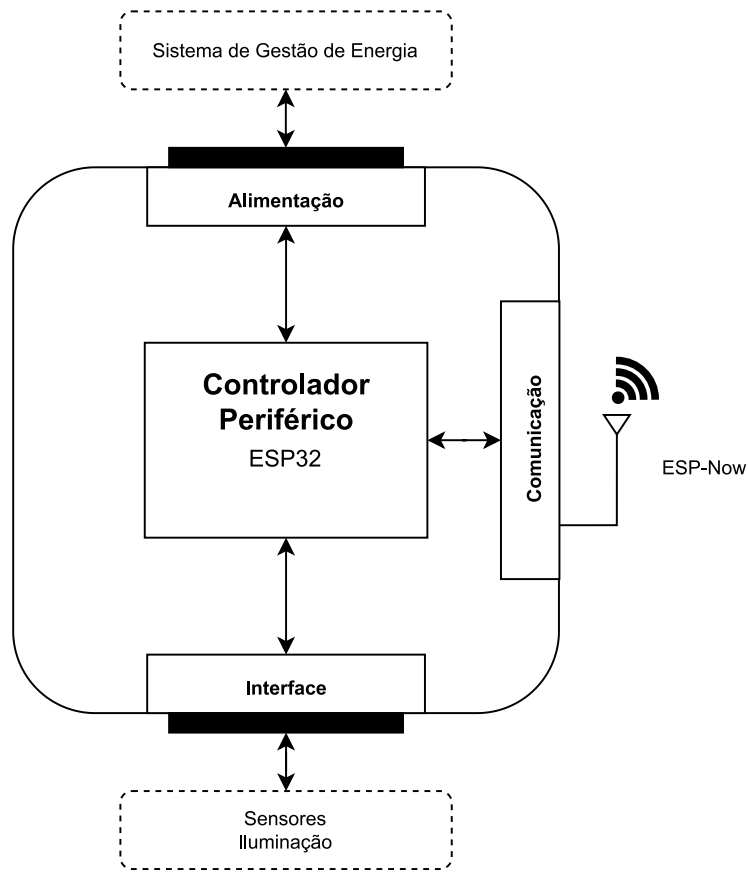 Sistema de Gestão de Energia
Alimentação
Controlador
Periférico
ESP32
Comunicação
ESP-Now
Interface
Sensores
Iluminação